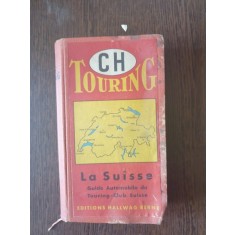 CH
TOURING
La Suisse
Guide Automobile du
Touring-Club Suisse
EDITIONS HALLWAG BERNE